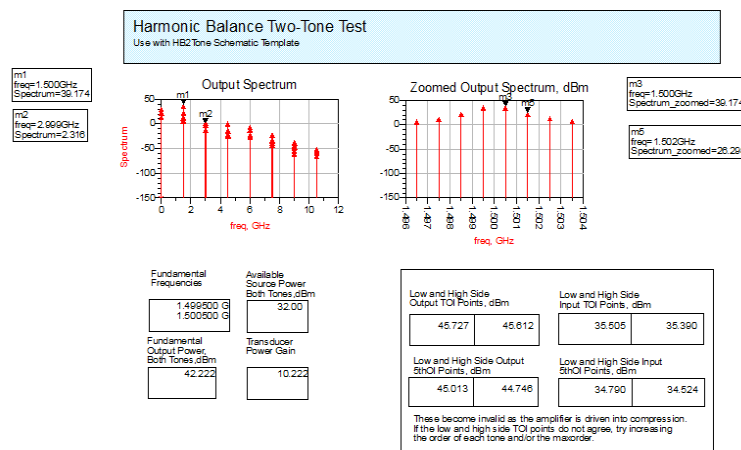 Harmonic Balance Two-Tone Test
Use with HB2Tone Schematic Template
m1
freq=1.500GHz
Spectrum=39.174
m2
freq=2.999GHz
Spectrum=2.316
Output Spectrum
m1
m2
50
0
-50
-100
-150
Spectrum
0
2
4
6
8
10
12
freq, GHz
Zoomed Output Spectrum, dBm
m3
m5
50
0
-50
-100
-150
1.496
1.497
1.498
1.499
1.500
1.501
1.502
1.503
1.504
freq, GHz
m3
freq=1.500GHz
Spectrum_zoomed=39.174
m5
freq=1.502GHz
Spectrum_zoomed=26.29
Fundamental
Frequencies
1.499500 G
1.500500 G
Available
Source Power
Both Tones,dBm
32.00
Fundamental
Output Power,
Both Tones,dBm
42.222
Transducer
Power Gain
10.222
Low and High Side
Output TOI Points, dBm
45.727 45.612
Low and High Side
Input TOI Points, dBm
35.505 35.390
Low and High Side Output
5thOI Points, dBm
45.013 44.746
Low and High Side Input
5thOI Points, dBm
34.790 34.524
These become invalid as the amplifier is driven into compression.
If the low and high side TOI points do not agree, try increasing
the order of each tone and/or the maxorder.